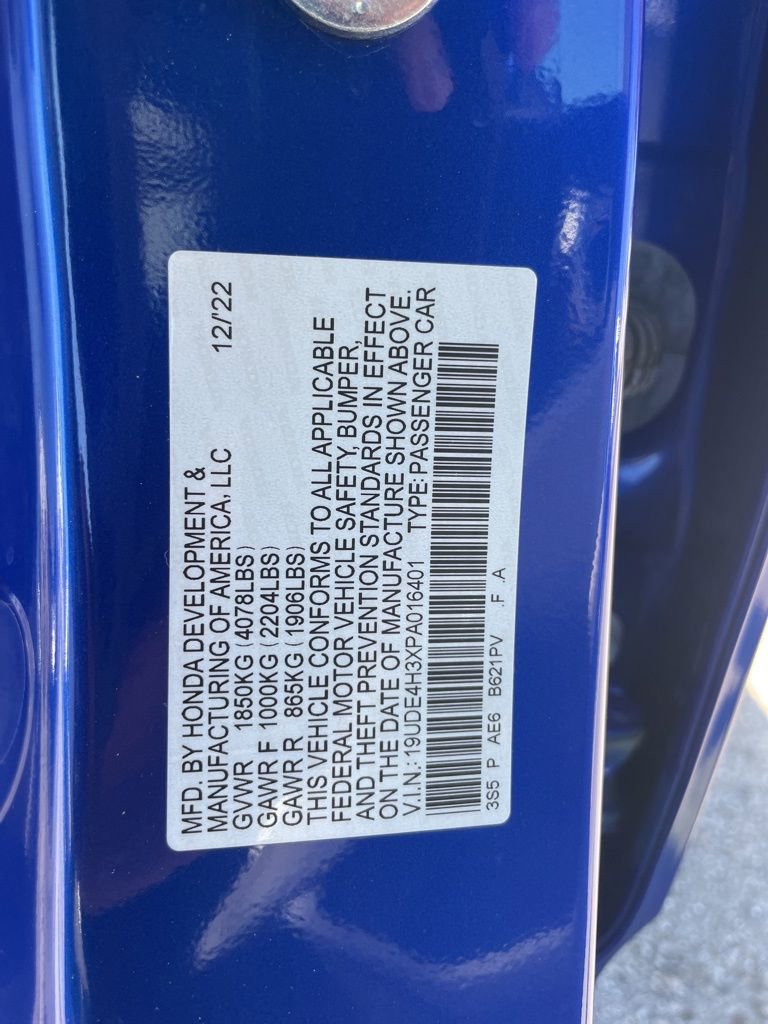 MFD. BY HONDA DEVELOPMENT &
MANUFACTURING OF AMERICA, LLC 12/'22
GVWR 1850KG (4078LBS)
GAWR F 1000KG (2204LBS)
GAWR R 865KG (1906LBS)
THIS VEHICLE CONFORMS TO ALL APPLICABLE
FEDERAL MOTOR VEHICLE SAFETY, BUMPER,
AND THEFT PREVENTION STANDARDS IN EFFECT
ON THE DATE OF MANUFACTURE SHOWN ABOVE.
V.I.N.: 19UDE4H3XPA016401 TYPE: PASSENGER CAR
3S5 P AE6 B621PV .F .A